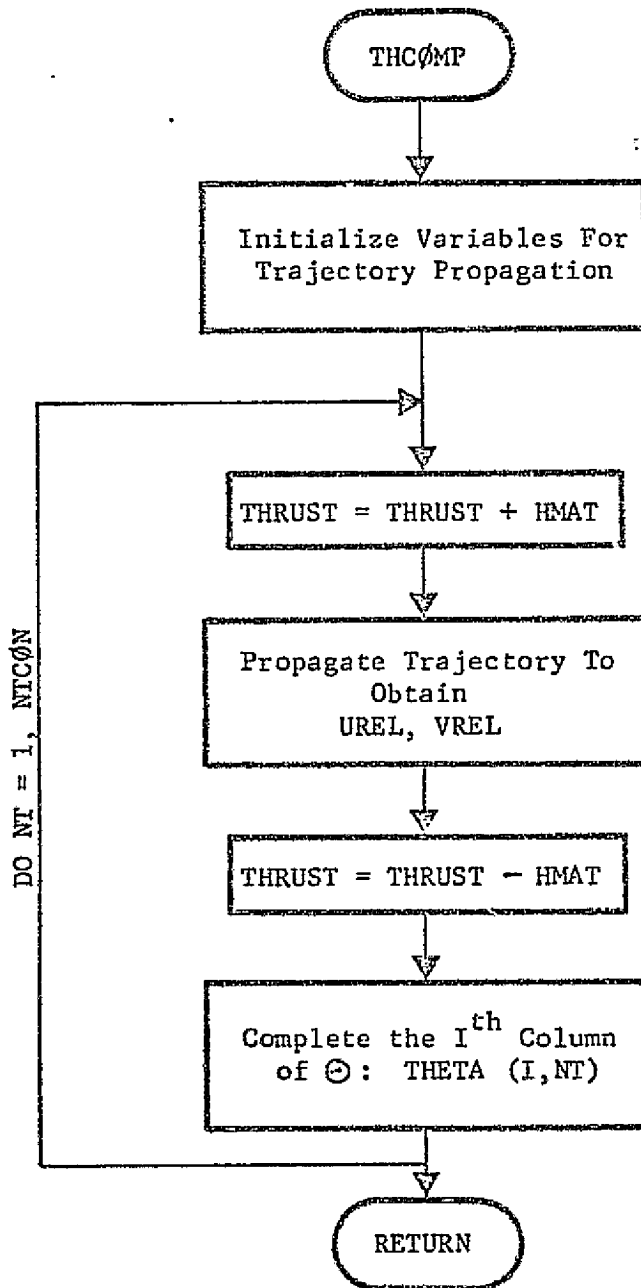 THCØMP
Initialize Variables For
Trajectory Propagation
THRUST = THRUST + HMAT
Propagate Trajectory To
Obtain
UREL, VREL
DO NT = 1, NTCØN
THRUST = THRUST - HMAT
Complete the Ith Column
of Θ: THETA (I,NT)
RETURN